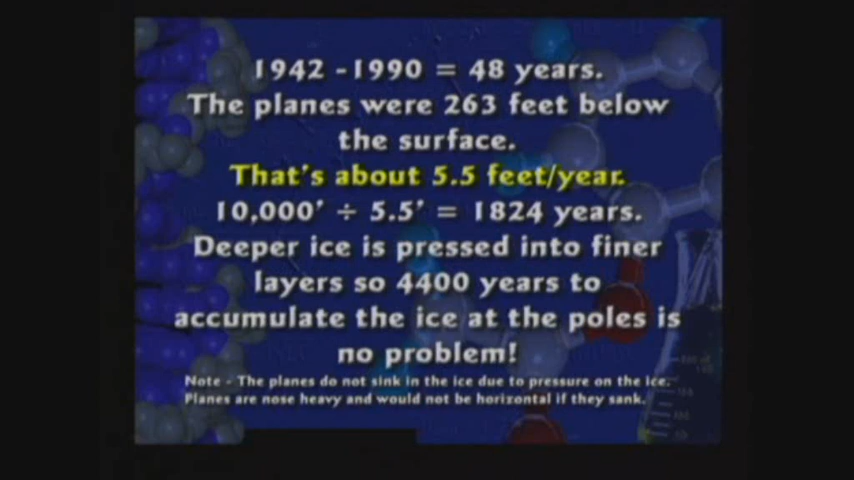 1942 -1990 = 48 years.
The planes were 263 feet below
the surface.
That's about 5.5 feet/year.
10,000' ÷ 5.5' = 1824 years.
Deeper ice is pressed into finer
layers so 4400 years to
accumulate the ice at the poles is
no problem!
Note - The planes do not sink in the ice due to pressure on the ice.
Planes are nose heavy and would not be horizontal if they sank.